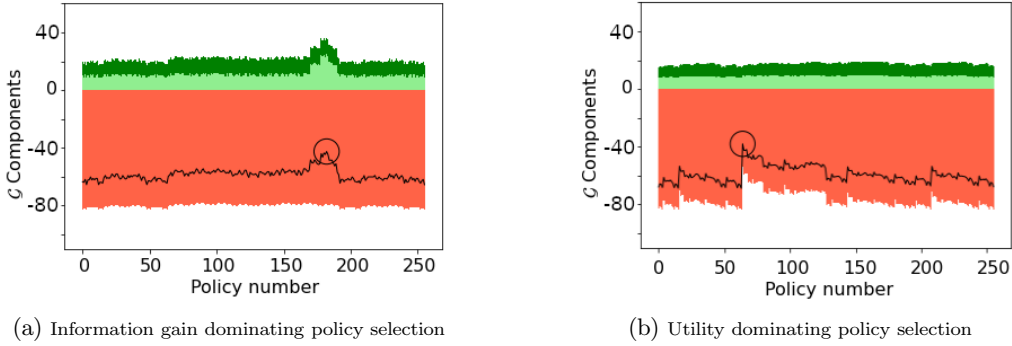 40
0
-40
-80
𝒢 Components
0 50 100 150 200 250
Policy number
(a) Information gain dominating policy selection
40
0
-40
-80
𝒢 Components
0 50 100 150 200 250
Policy number
(b) Utility dominating policy selection